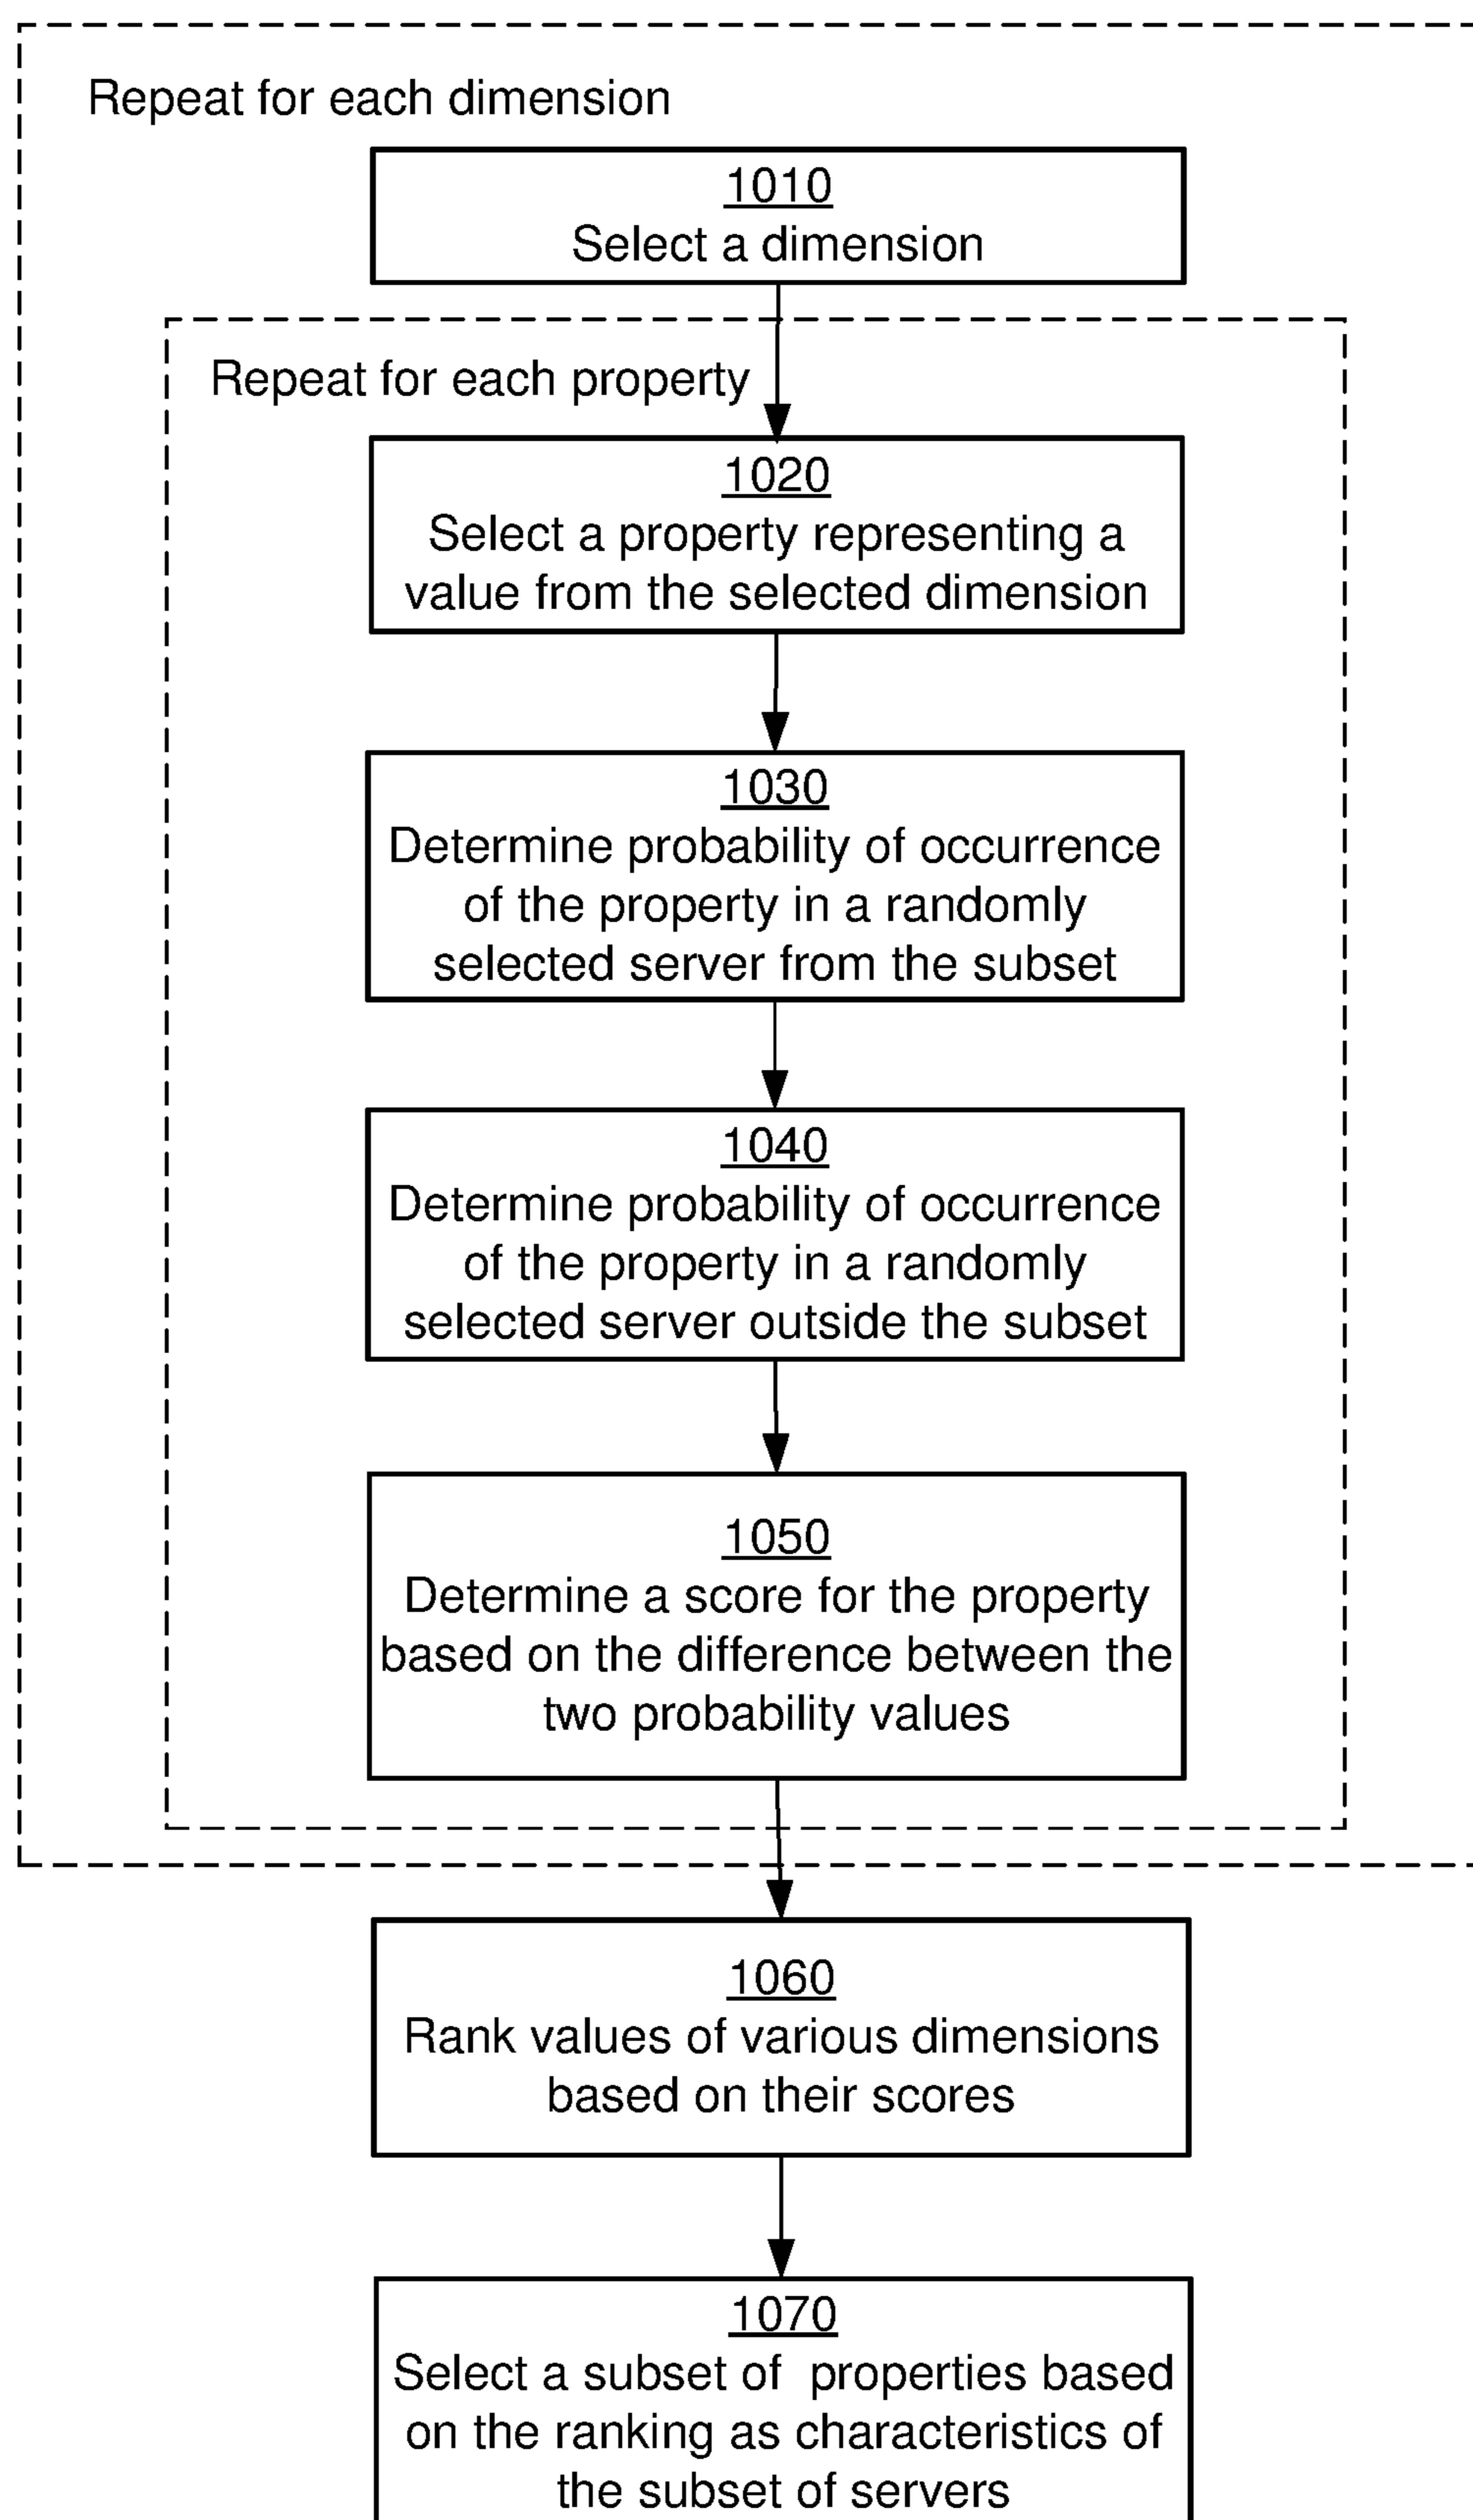 Repeat for each dimension
1010
Select a dimension
Repeat for each property
1020
Select a property representing a
value from the selected dimension
1030
Determine probability of occurrence
of the property in a randomly
selected server from the subset
1040
Determine probability of occurrence
of the property in a randomly
selected server outside the subset
1050
Determine a score for the property
based on the difference between the
two probability values
1060
Rank values of various dimensions
based on their scores
1070
Select a subset of properties based
on the ranking as characteristics of
the subset of servers